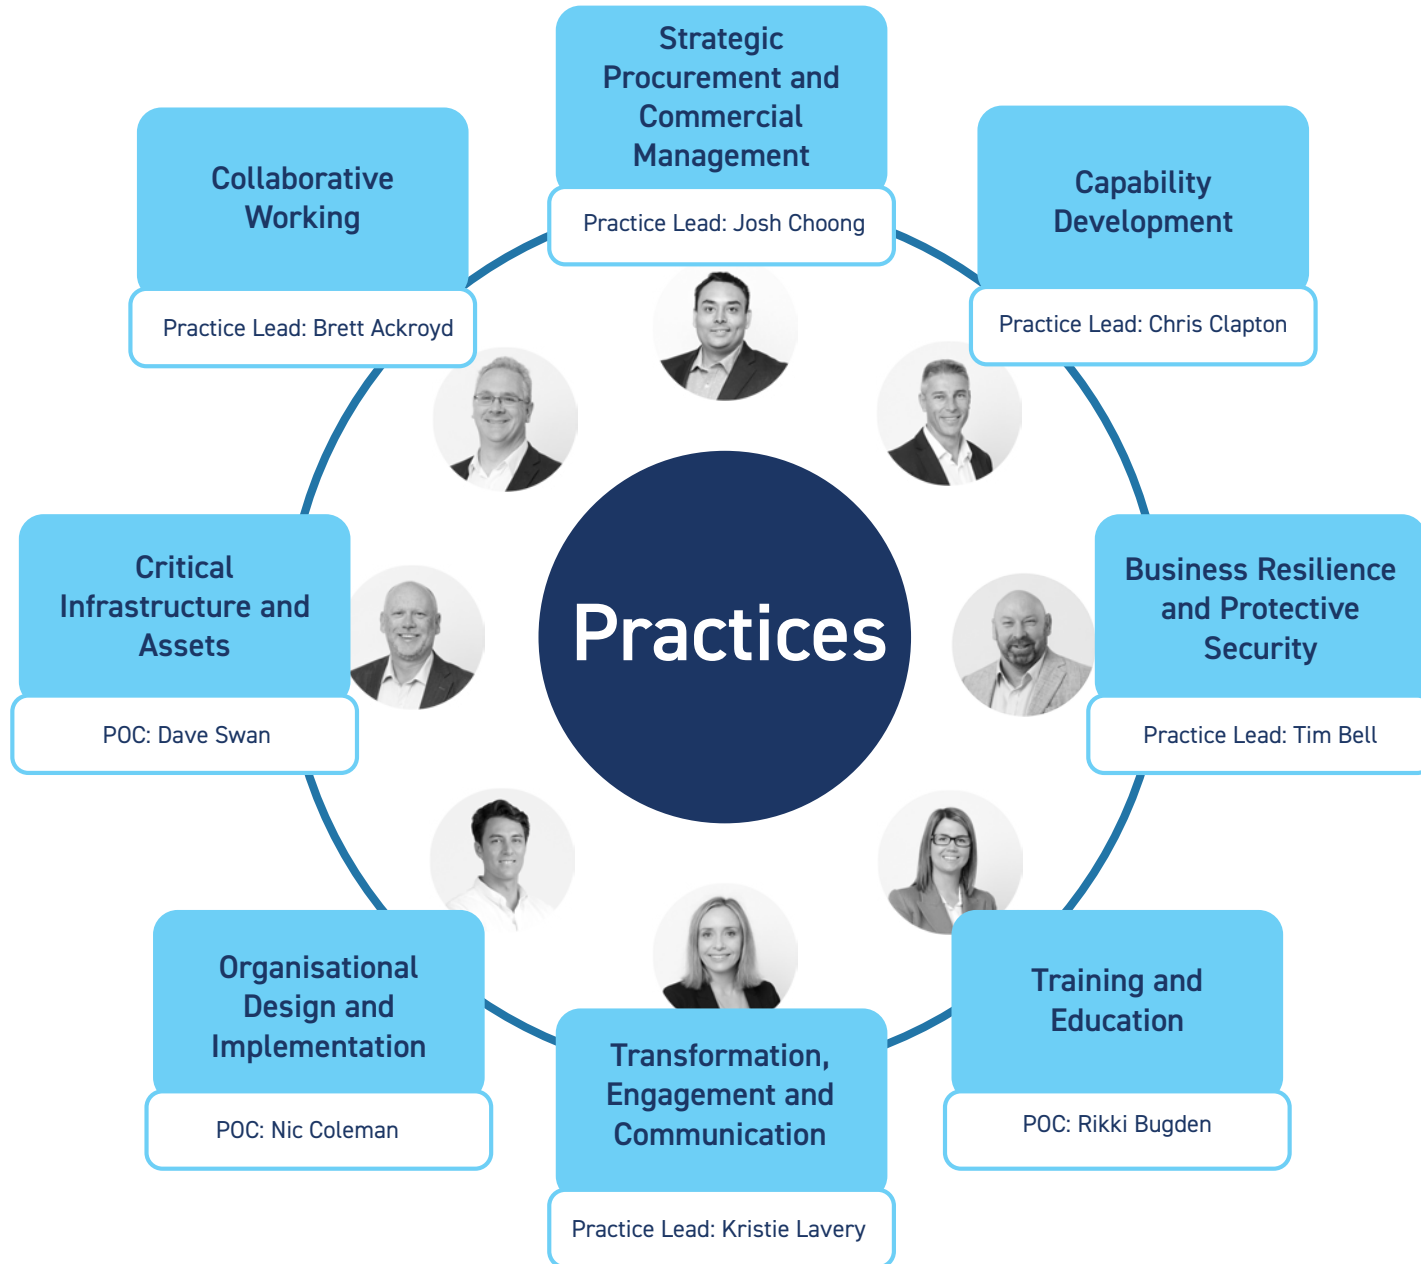 Strategic
Procurement and
Commercial
Management
Practice Lead: Josh Choong
Collaborative
Working
Practice Lead: Brett Ackroyd
Capability
Development
Practice Lead: Chris Clapton
Critical
Infrastructure and
Assets
POC: Dave Swan
Practices
Business Resilience
and Protective
Security
Practice Lead: Tim Bell
Organisational
Design and
Implementation
POC: Nic Coleman
Transformation,
Engagement and
Communication
Practice Lead: Kristie Lavery
Training and
Education
POC: Rikki Bugden